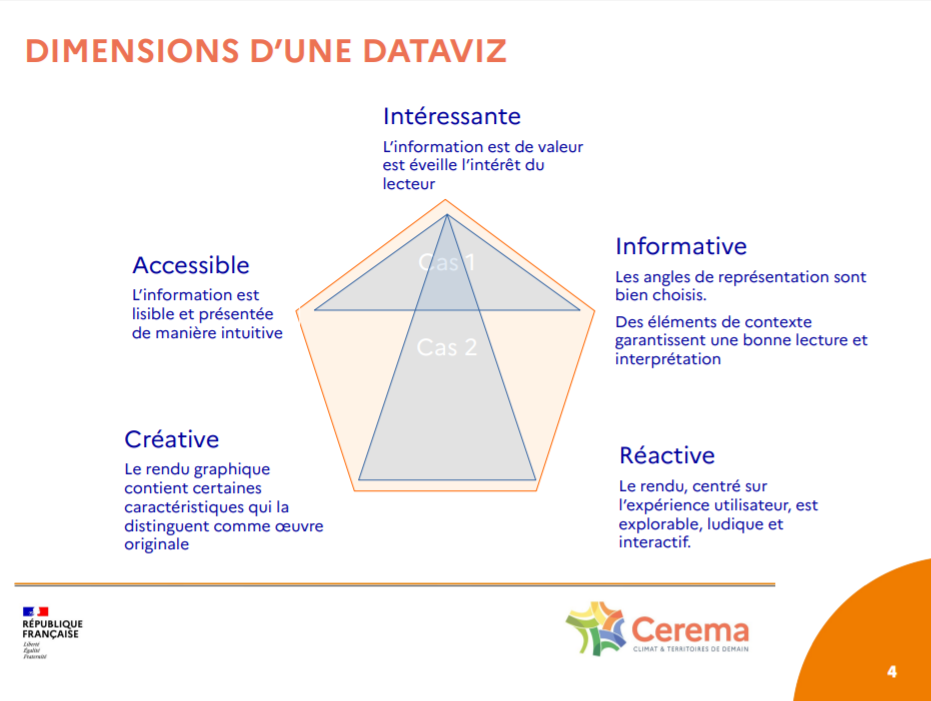 DIMENSIONS D’UNE DATAVIZ
Intéressante
L’information est de valeur
est éveille l’intérêt du
lecteur
Accessible
L’information est
lisible et présentée
de manière intuitive
Cas 1
Cas 2
Informative
Les angles de représentation sont
bien choisis.
Des éléments de contexte
garantissent une bonne lecture et
interprétation
Créative
Le rendu graphique
contient certaines
caractéristiques qui la
distinguent comme œuvre
originale
Réactive
Le rendu, centré sur
l’expérience utilisateur, est
explorable, ludique et
interactif.
RÉPUBLIQUE
FRANÇAISE
Liberté
Égalité
Fraternité
Cerema
CLIMAT & TERRITOIRES DE DEMAIN
4